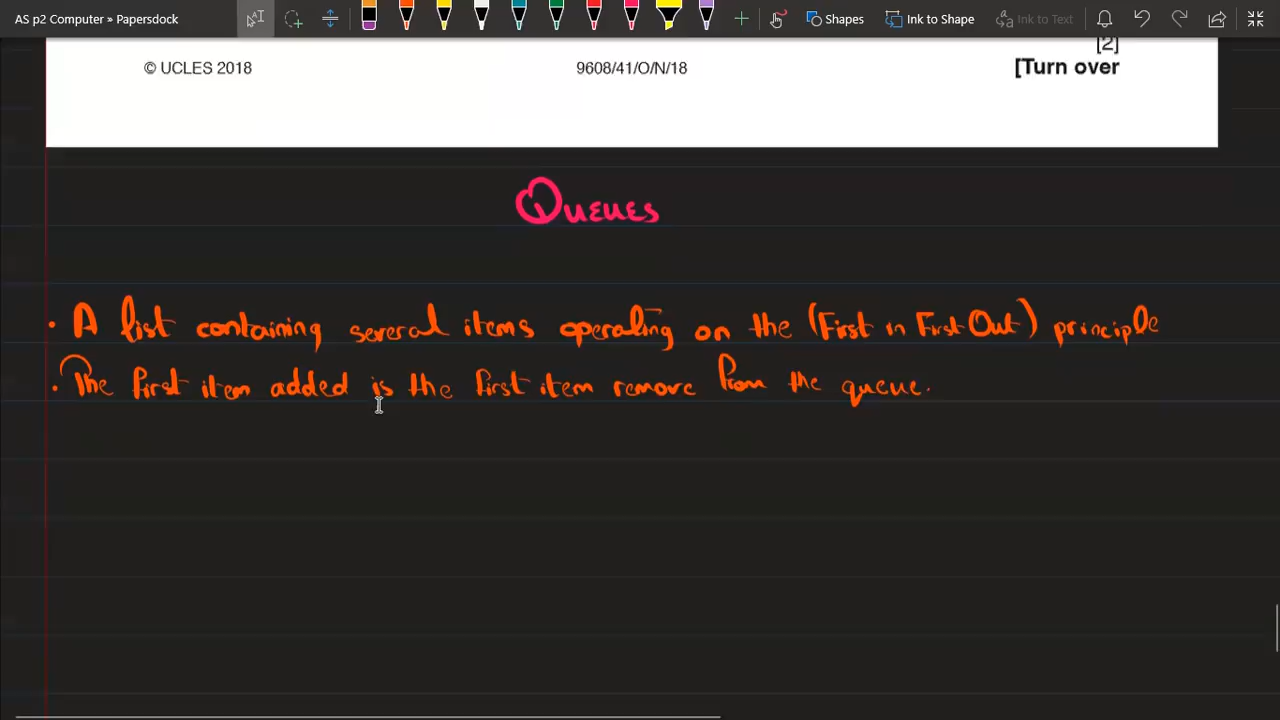 AS p2 Computer » Papersdock
Shapes
Ink to Shape
Ink to Text
[2]
© UCLES 2018
9608/41/O/N/18
[Turn over
Queues
• A list containing several items operating on the (First in First Out) principle
• The first item added is the first item remove from the queue.